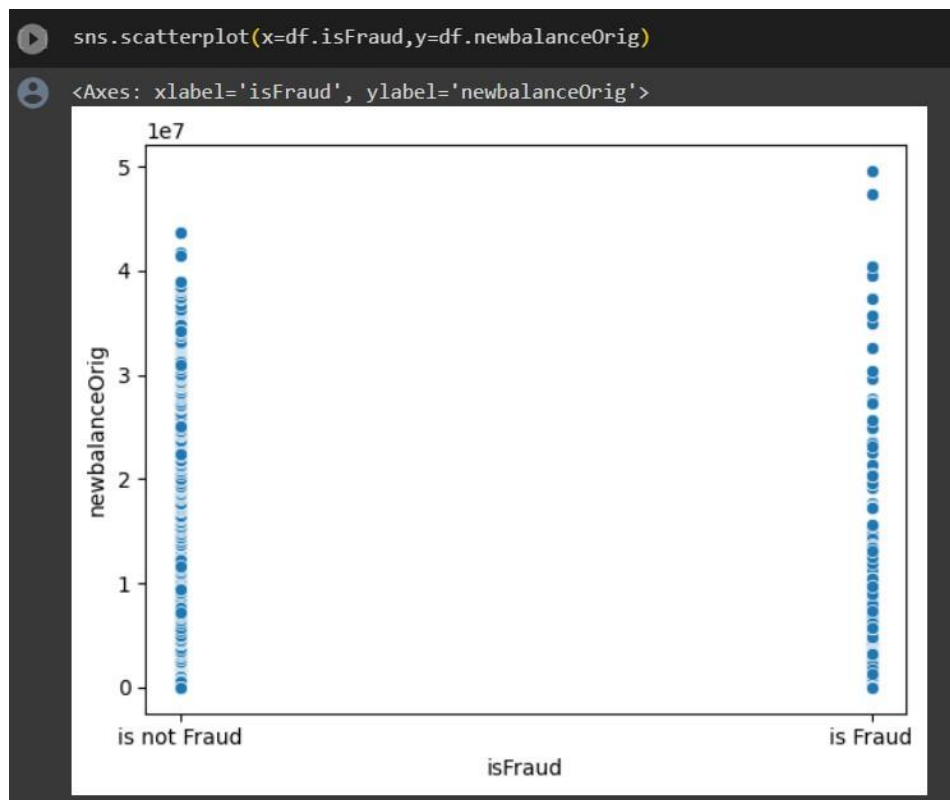 sns.scatterplot(x=df.isFraud,y=df.newbalanceOrig)
<Axes: xlabel='isFraud', ylabel='newbalanceOrig'>
1e7
5
4
3
2
1
0
newbalanceOrig
is not Fraud is Fraud
isFraud